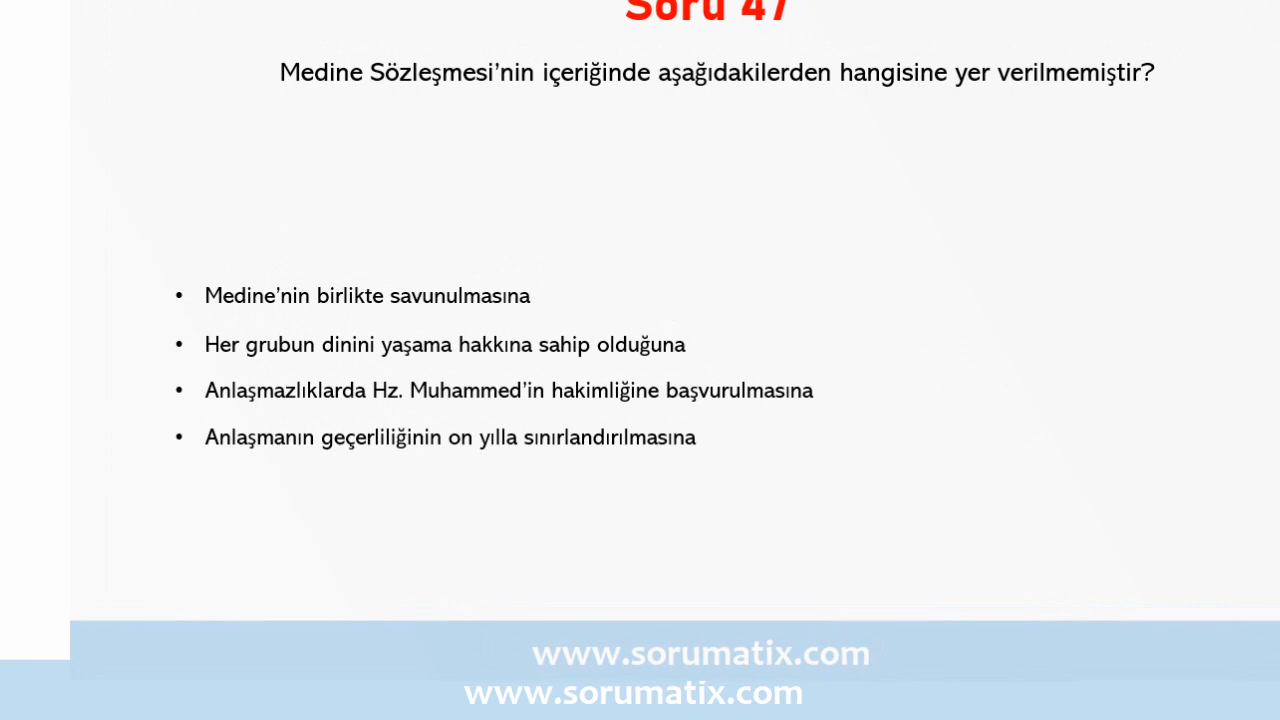 Soru 47
Medine Sözleşmesi’nin içeriğinde aşağıdakilerden hangisine yer verilmemiştir?
• Medine’nin birlikte savunulmasına
• Her grubun dinini yaşama hakkına sahip olduğuna
• Anlaşmazlıklarda Hz. Muhammed’in hakimliğine başvurulmasına
• Anlaşmanın geçerliliğinin on yılla sınırlandırılmasına
www.sorumatix.com
www.sorumatix.com